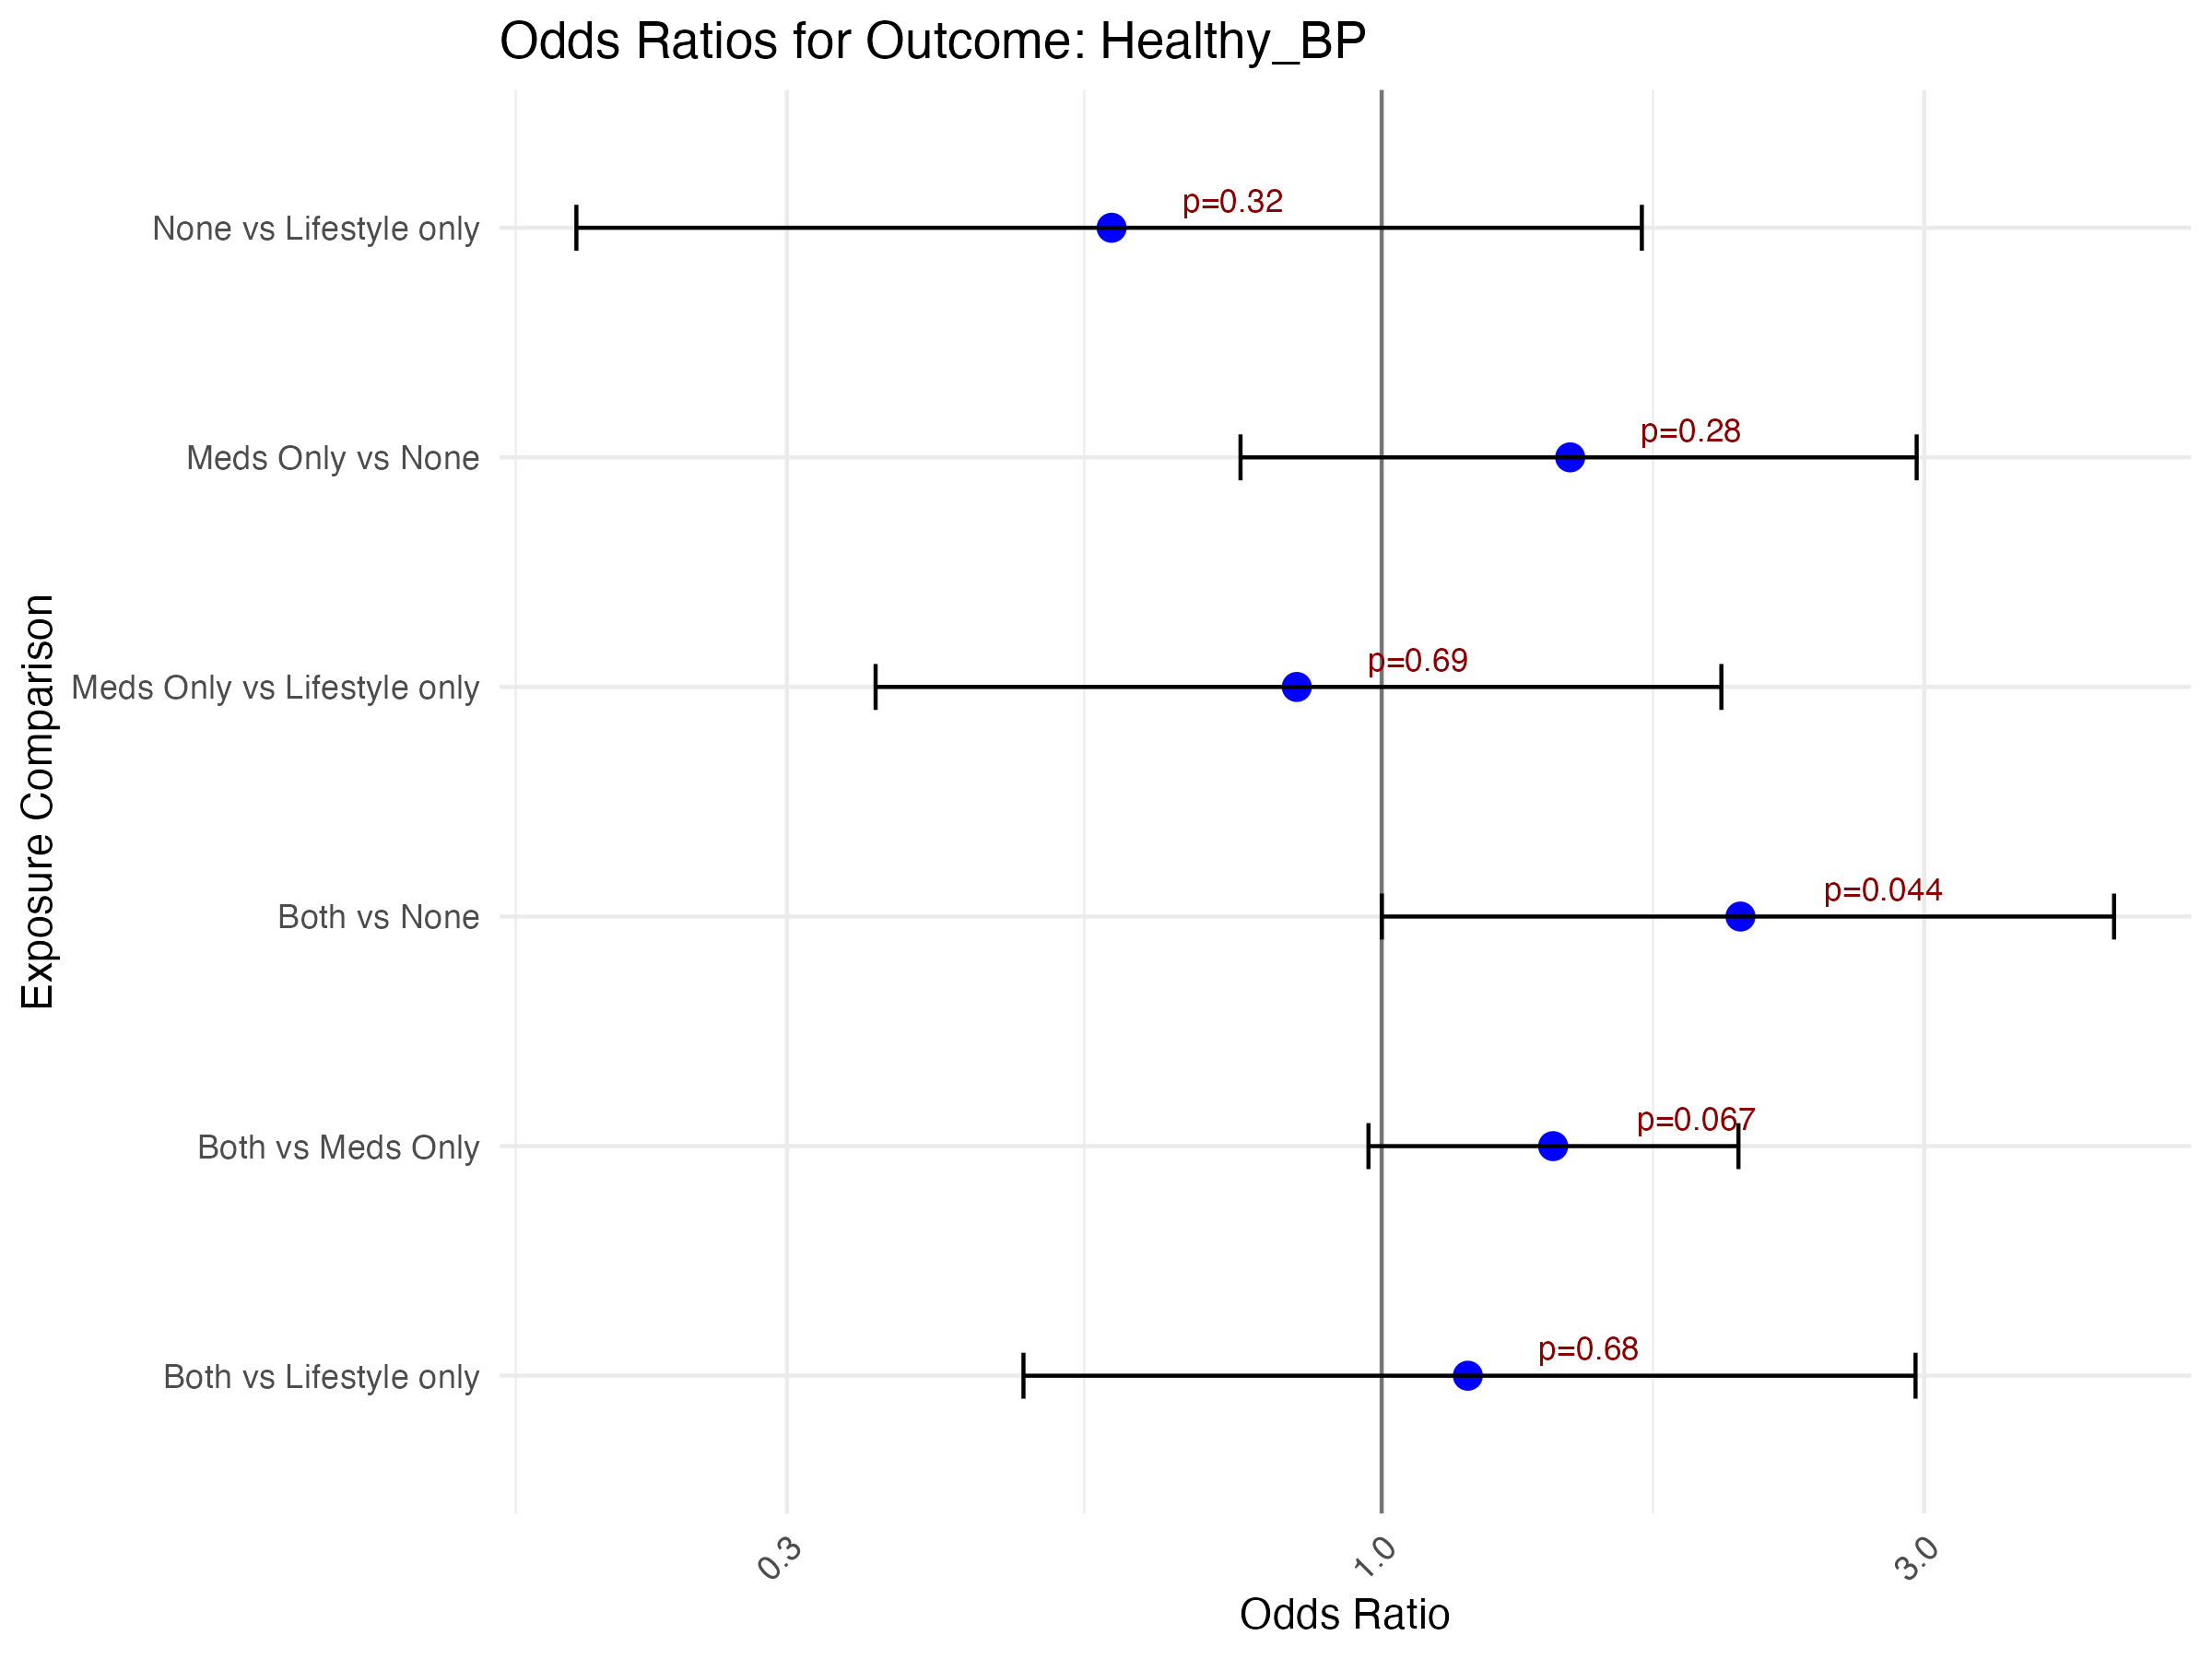 Odds Ratios for Outcome: Healthy_BP
Exposure Comparison
None vs Lifestyle only
p=0.32
Meds Only vs None
p=0.28
Meds Only vs Lifestyle only
p=0.69
Both vs None
p=0.044
Both vs Meds Only
p=0.067
Both vs Lifestyle only
p=0.68
0.3
1.0
3.0
Odds Ratio